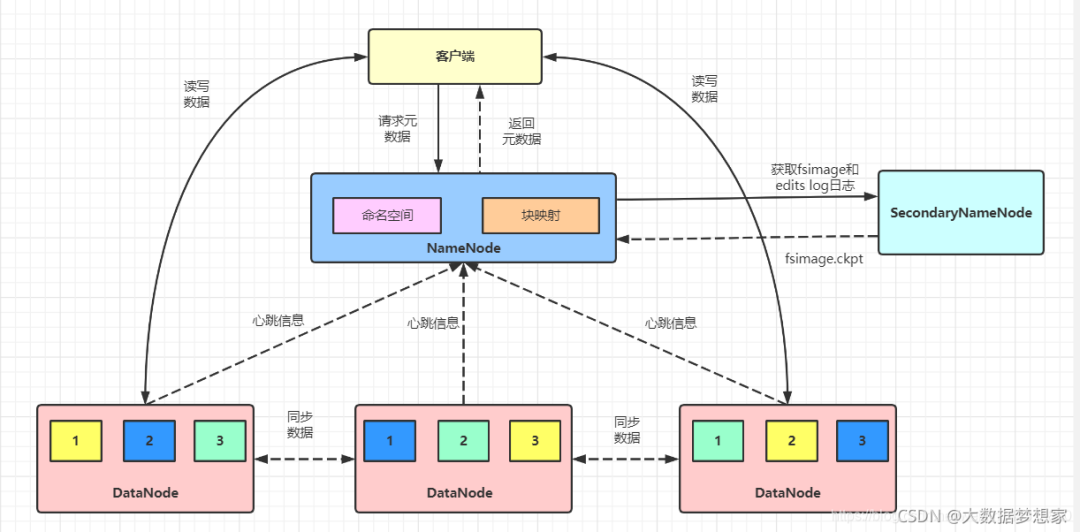 客户端
读写
数据
读写
数据
请求元
数据
返回
元数据
获取fsimage和
edits log日志
命名空间
块映射
NameNode
SecondaryNameNode
fsimage.ckpt
心跳信息
心跳信息
心跳信息
1
2
3
DataNode
同步
数据
1
2
3
DataNode
同步
数据
1
2
3
DataNode
CSDN @大数据梦想家